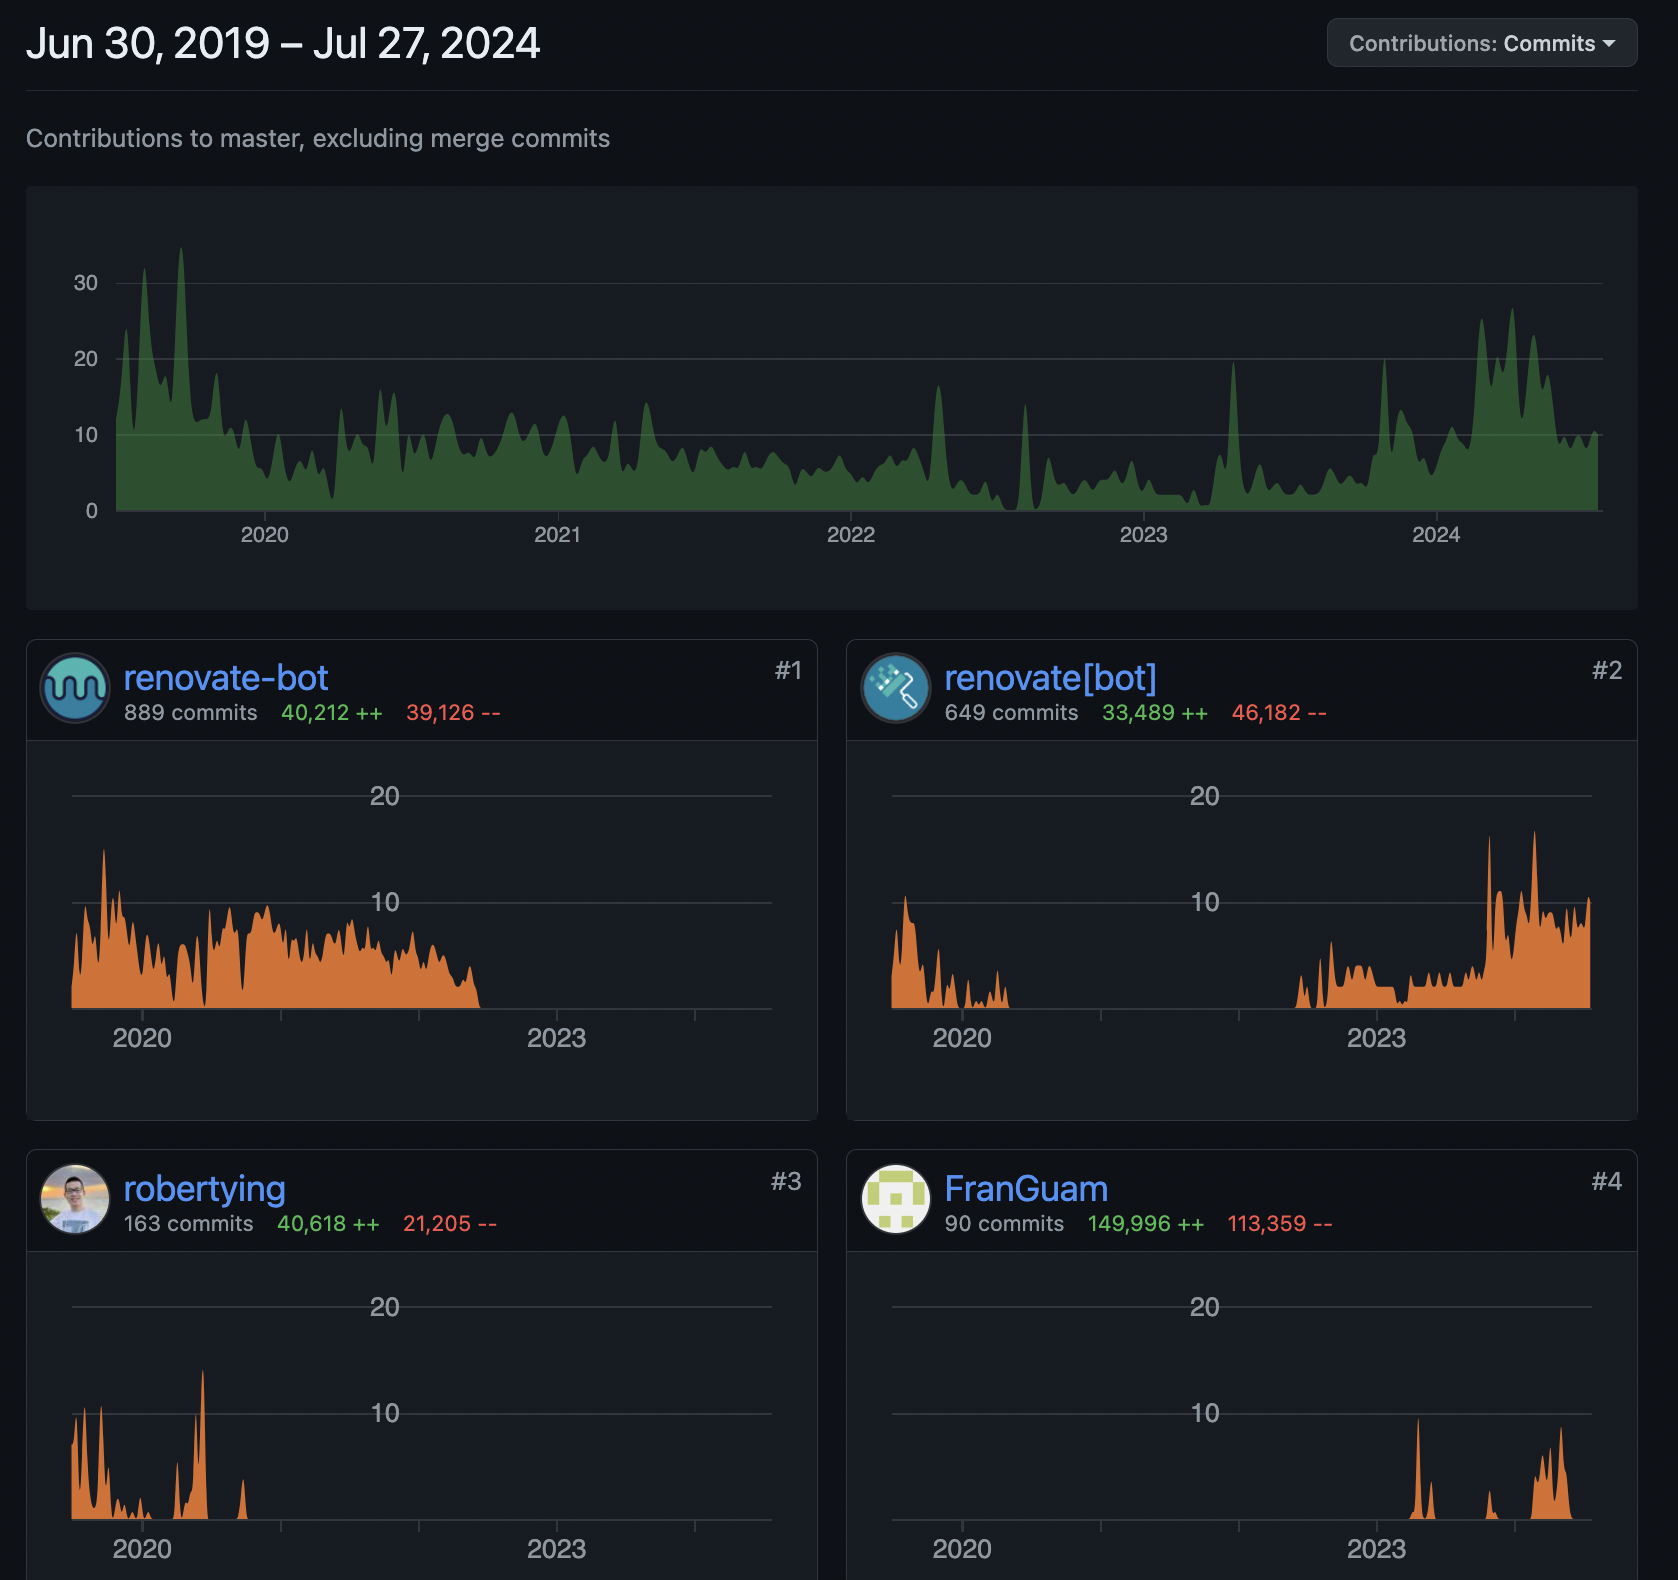 Jun 30, 2019 – Jul 27, 2024
Contributions: Commits
Contributions to master, excluding merge commits
30
20
10
0
2020 2021 2022 2023 2024
renovate-bot #1
889 commits 40,212 ++ 39,126 --
20
10
2020 2023
renovate[bot] #2
649 commits 33,489 ++ 46,182 --
20
10
2020 2023
robertying #3
163 commits 40,618 ++ 21,205 --
20
10
2020 2023
FranGuam #4
90 commits 149,996 ++ 113,359 --
20
10
2020 2023